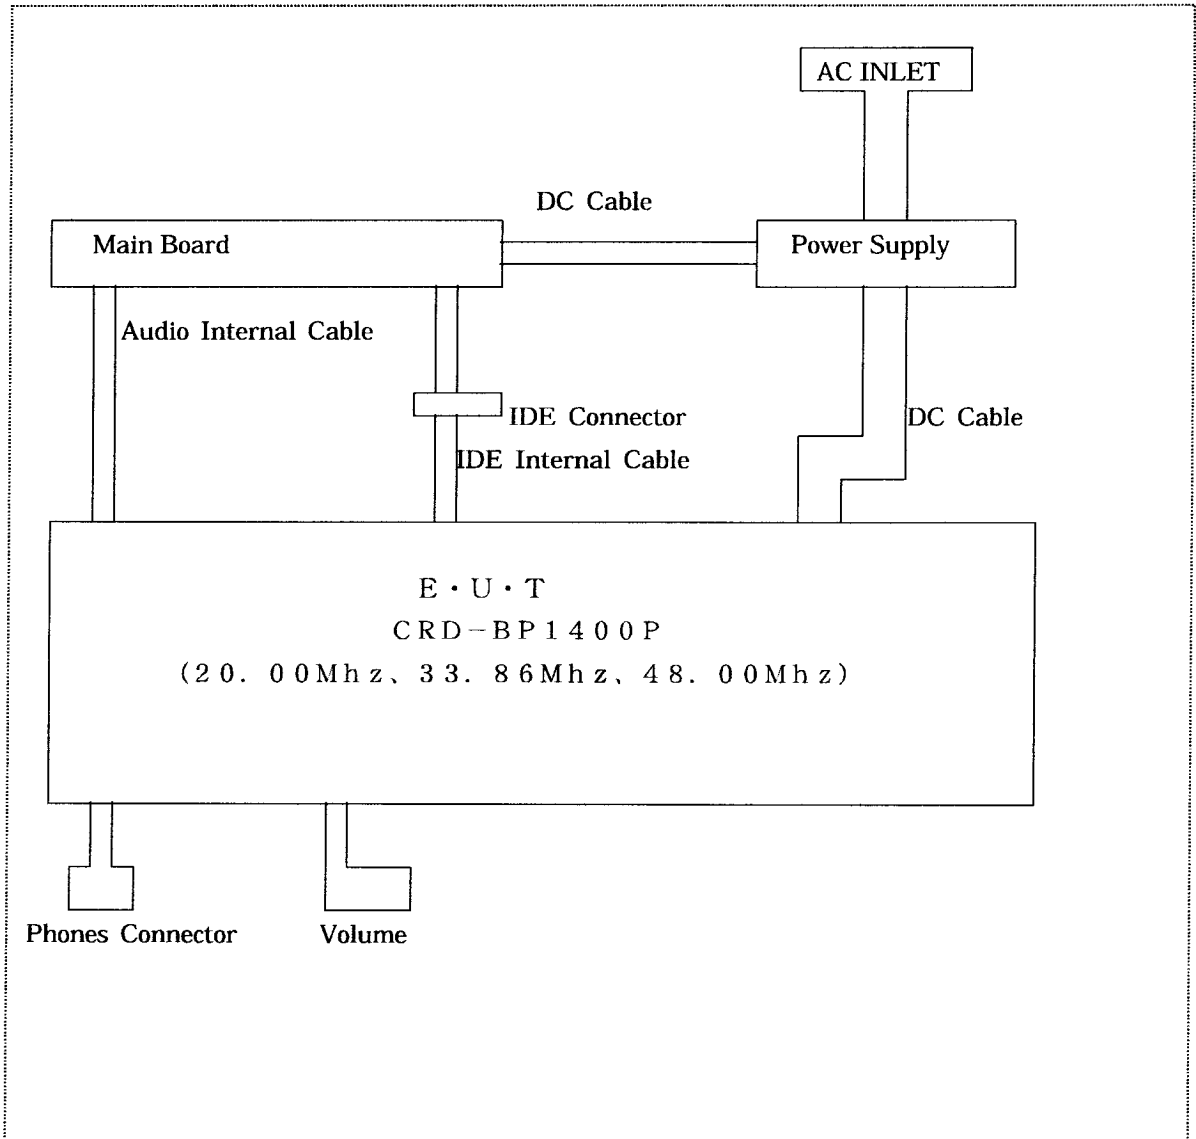 AC INLET
DC Cable
Main Board
Power Supply
Audio Internal Cable
IDE Connector
DC Cable
IDE Internal Cable
E・U・T
CRD-BP1400P
(20. 00Mhz、33. 86Mhz、48. 00Mhz)
Phones Connector
Volume